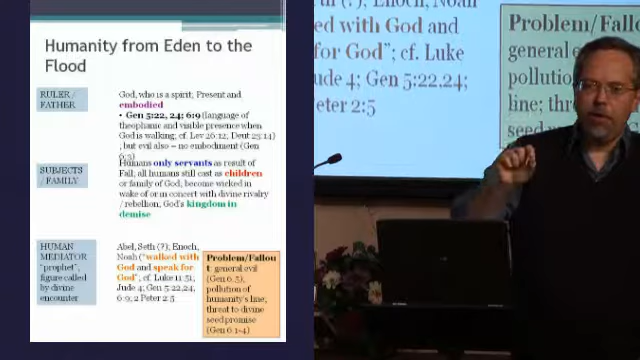 Humanity from Eden to the
Flood
RULER /
FATHER
God, who is a spirit; Present and
embodied
• Gen 5:22, 24; 6:9 (language of
theophanic and visible presence when
God is walking; cf. Lev 26:12, Deut 23:14)
; but evil also – no embodiment (Gen
6:3)
SUBJECTS
/ FAMILY
Humans only servants as result of
Fall; all humans still cast as children
or family of God, become wicked in
wake of or in concert with divine rivalry
/ rebellion; God's kingdom in
demise
HUMAN
MEDIATOR
"prophet",
figure called
by divine
encounter
Abel, Seth (?); Enoch,
Noah ("walked with
God and speak for
God", cf. Luke 11:51;
Jude 4; Gen 5:22,24;
6:9, 2 Peter 2:5
Problem/Fallou
t: general evil
(Gen 6:5),
pollution of
humanity's line;
threat to divine
seed promise
(Gen 6:1-4)
Enoch, Noah
ed with God and
for God"; cf. Luke
ude 4; Gen 5:22,24;
Peter 2:5
Problem/Fallo
general
pollution
line; thr
seed